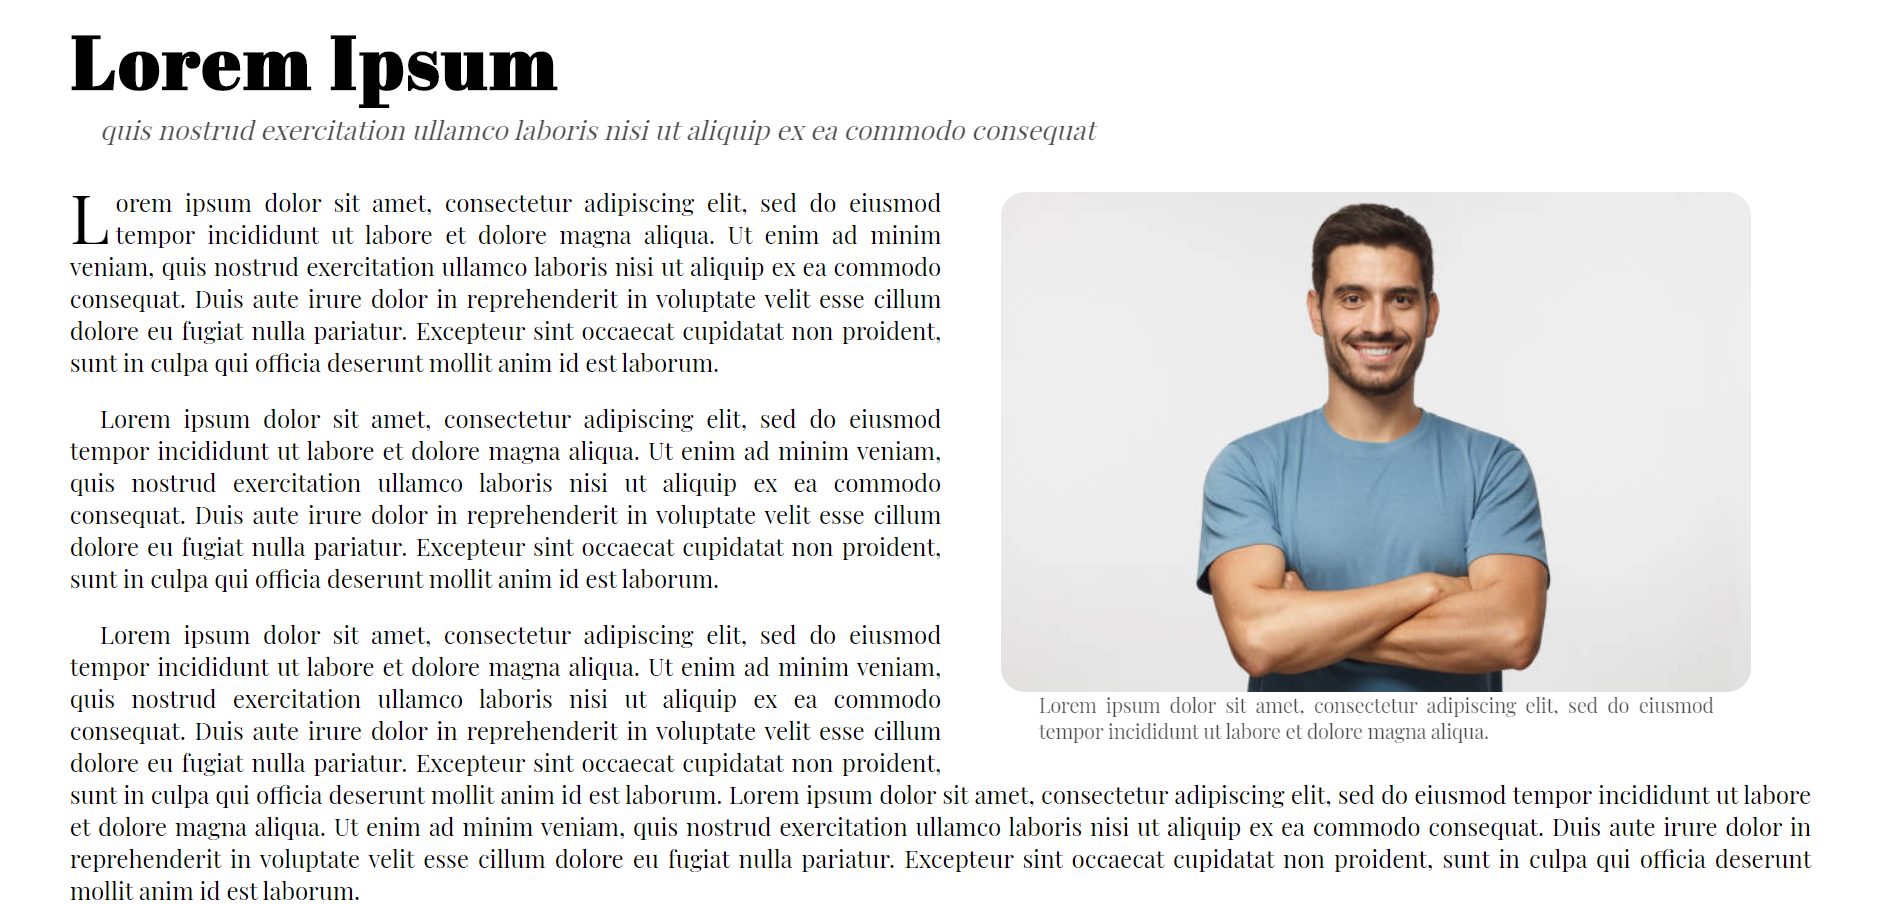 Lorem Ipsum
quis nostrud exercitation ullamco laboris nisi ut aliquip ex ea commodo consequat
Lorem ipsum dolor sit amet, consectetur adipiscing elit, sed do eiusmod
tempor incididunt ut labore et dolore magna aliqua. Ut enim ad minim
veniam, quis nostrud exercitation ullamco laboris nisi ut aliquip ex ea commodo
consequat. Duis aute irure dolor in reprehenderit in voluptate velit esse cillum
dolore eu fugiat nulla pariatur. Excepteur sint occaecat cupidatat non proident,
sunt in culpa qui officia deserunt mollit anim id est laborum.
Lorem ipsum dolor sit amet, consectetur adipiscing elit, sed do eiusmod
tempor incididunt ut labore et dolore magna aliqua. Ut enim ad minim veniam,
quis nostrud exercitation ullamco laboris nisi ut aliquip ex ea commodo
consequat. Duis aute irure dolor in reprehenderit in voluptate velit esse cillum
dolore eu fugiat nulla pariatur. Excepteur sint occaecat cupidatat non proident,
sunt in culpa qui officia deserunt mollit anim id est laborum.
Lorem ipsum dolor sit amet, consectetur adipiscing elit, sed do eiusmod
tempor incididunt ut labore et dolore magna aliqua. Ut enim ad minim veniam,
quis nostrud exercitation ullamco laboris nisi ut aliquip ex ea commodo
consequat. Duis aute irure dolor in reprehenderit in voluptate velit esse cillum
dolore eu fugiat nulla pariatur. Excepteur sint occaecat cupidatat non proident,
sunt in culpa qui officia deserunt mollit anim id est laborum. Lorem ipsum dolor sit amet, consectetur adipiscing elit, sed do eiusmod tempor incididunt ut labore
et dolore magna aliqua. Ut enim ad minim veniam, quis nostrud exercitation ullamco laboris nisi ut aliquip ex ea commodo consequat. Duis aute irure dolor in
reprehenderit in voluptate velit esse cillum dolore eu fugiat nulla pariatur. Excepteur sint occaecat cupidatat non proident, sunt in culpa qui officia deserunt
mollit anim id est laborum.
Lorem ipsum dolor sit amet, consectetur adipiscing elit, sed do eiusmod
tempor incididunt ut labore et dolore magna aliqua.